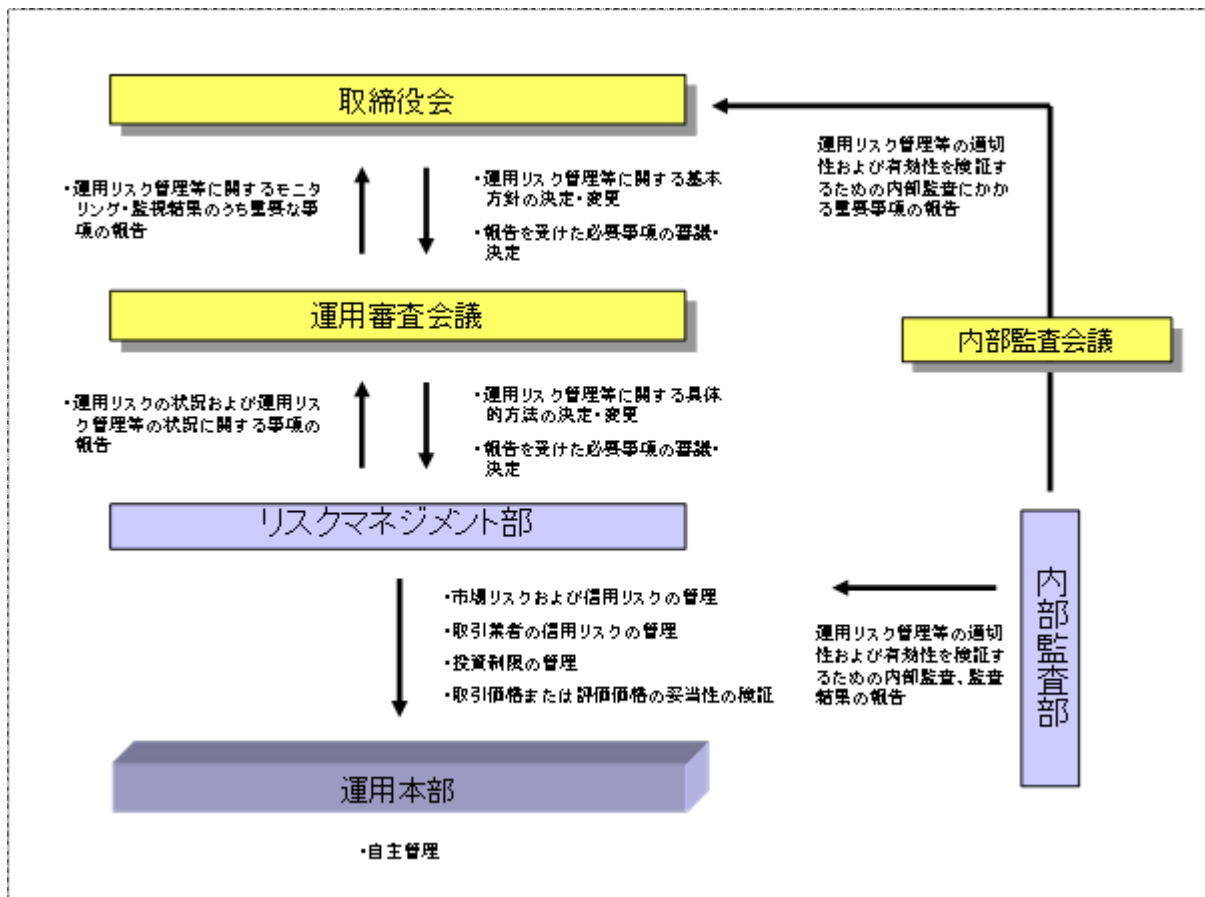 取締役会
運用リスク管理等の適切
性および有効性を検証す
るための内部監査にかか
る重要事項の報告
・運用リスク管理等に関するモニタ
リング・監視結果のうち重要な事
項の報告
・運用リスク管理等に関する基本
方針の決定・変更
・報告を受けた必要事項の審議・
決定
運用審査会議
内部監査会議
・運用リスクの状況および運用リス
ク管理等の状況に関する事項の
報告
・運用リスク管理等に関する具体
的方法の決定・変更
・報告を受けた必要事項の審議・
決定
リスクマネジメント部
内部監査部
・市場リスクおよび信用リスクの管理
・取引業者の信用リスクの管理
・投資制限の管理
・取引価格または評価価格の妥当性の検証
運用リスク管理等の適切
性および有効性を検証す
るための内部監査、監査
結果の報告
運用本部
・自主管理